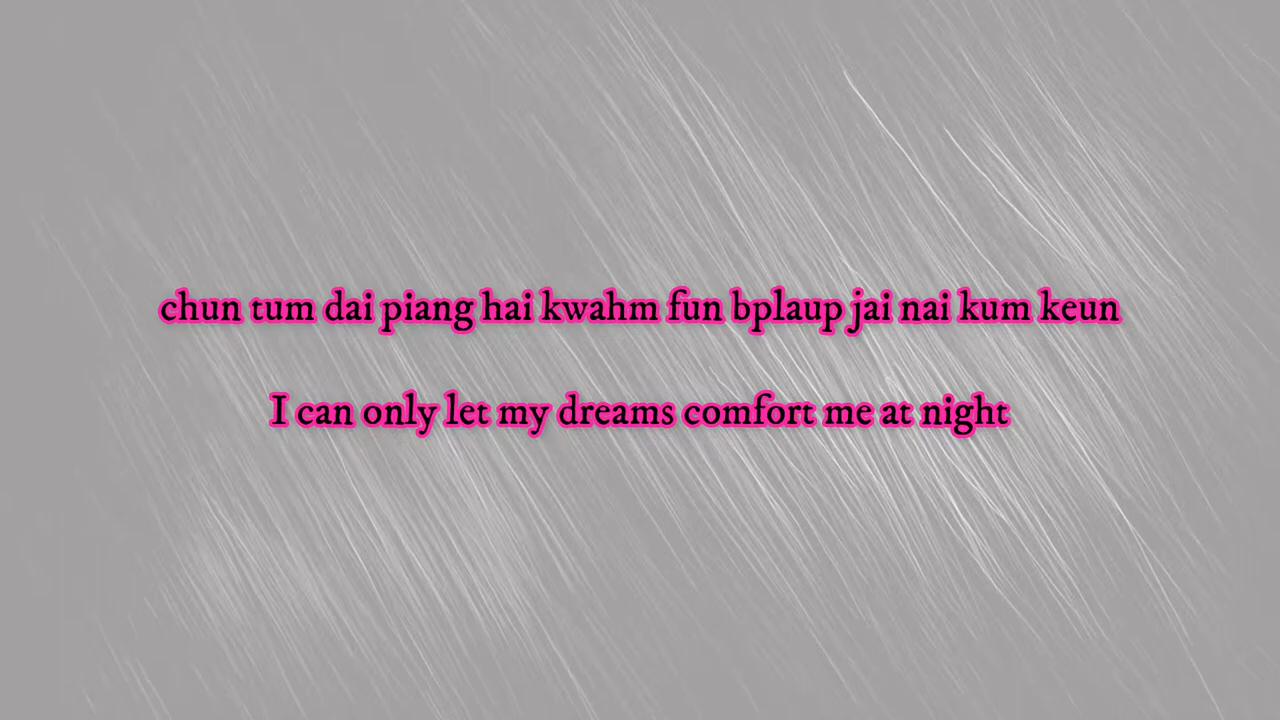 chun tum dai piang hai kwahm fun bplaup jai nai kum keun
I can only let my dreams comfort me at night